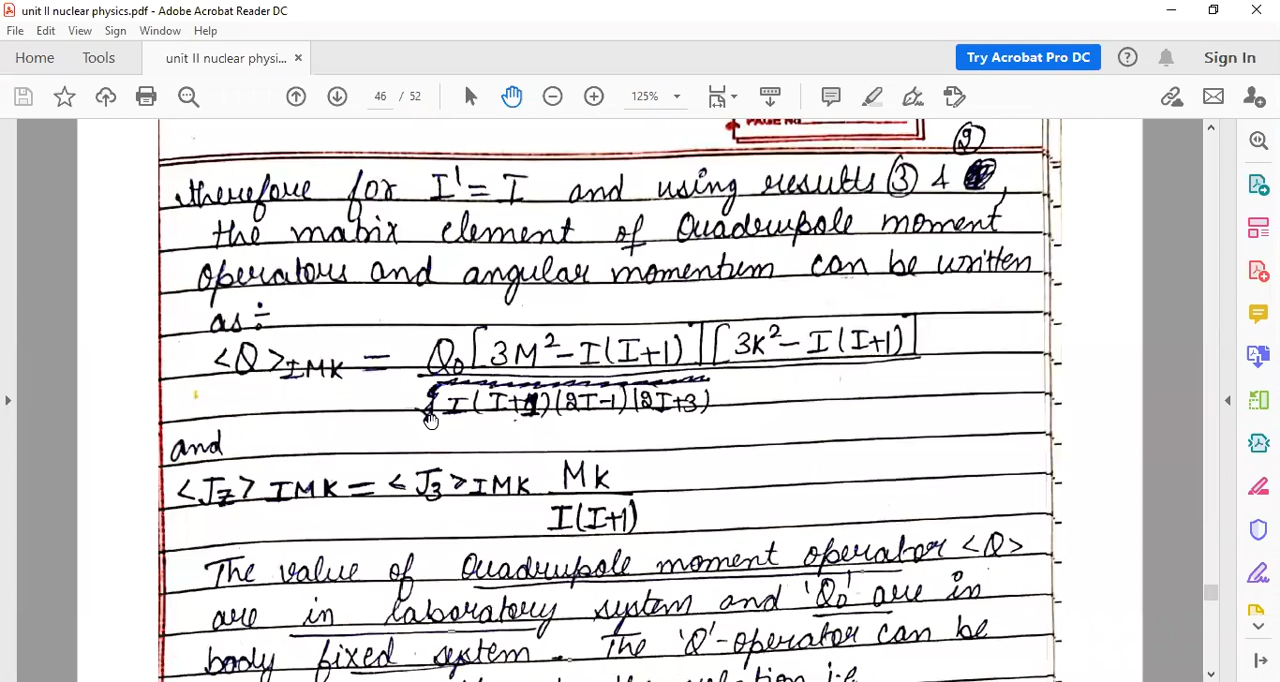 unit II nuclear physics.pdf - Adobe Acrobat Reader DC
File Edit View Sign Window Help
Home Tools unit II nuclear physi... × Try Acrobat Pro DC Sign In
46 / 52 125%
PAGE NO
②
therefore for I' = I and using results ③ &
the matrix element of Quadrupole moment
operators and angular momentum can be written
as ÷
<Q>IMK = Q₀[3M² - I(I+1)][3K² - I(I+1)]
I(I+1)(2I-1)(2I+3)
and
<Jz> IMK = <J3> IMK MK
I(I+1)
The value of Quadrupole moment operator <Q>
are in laboratory system and 'Q₀' are in
body fixed system. The 'Q'-operator can be
relation i.e